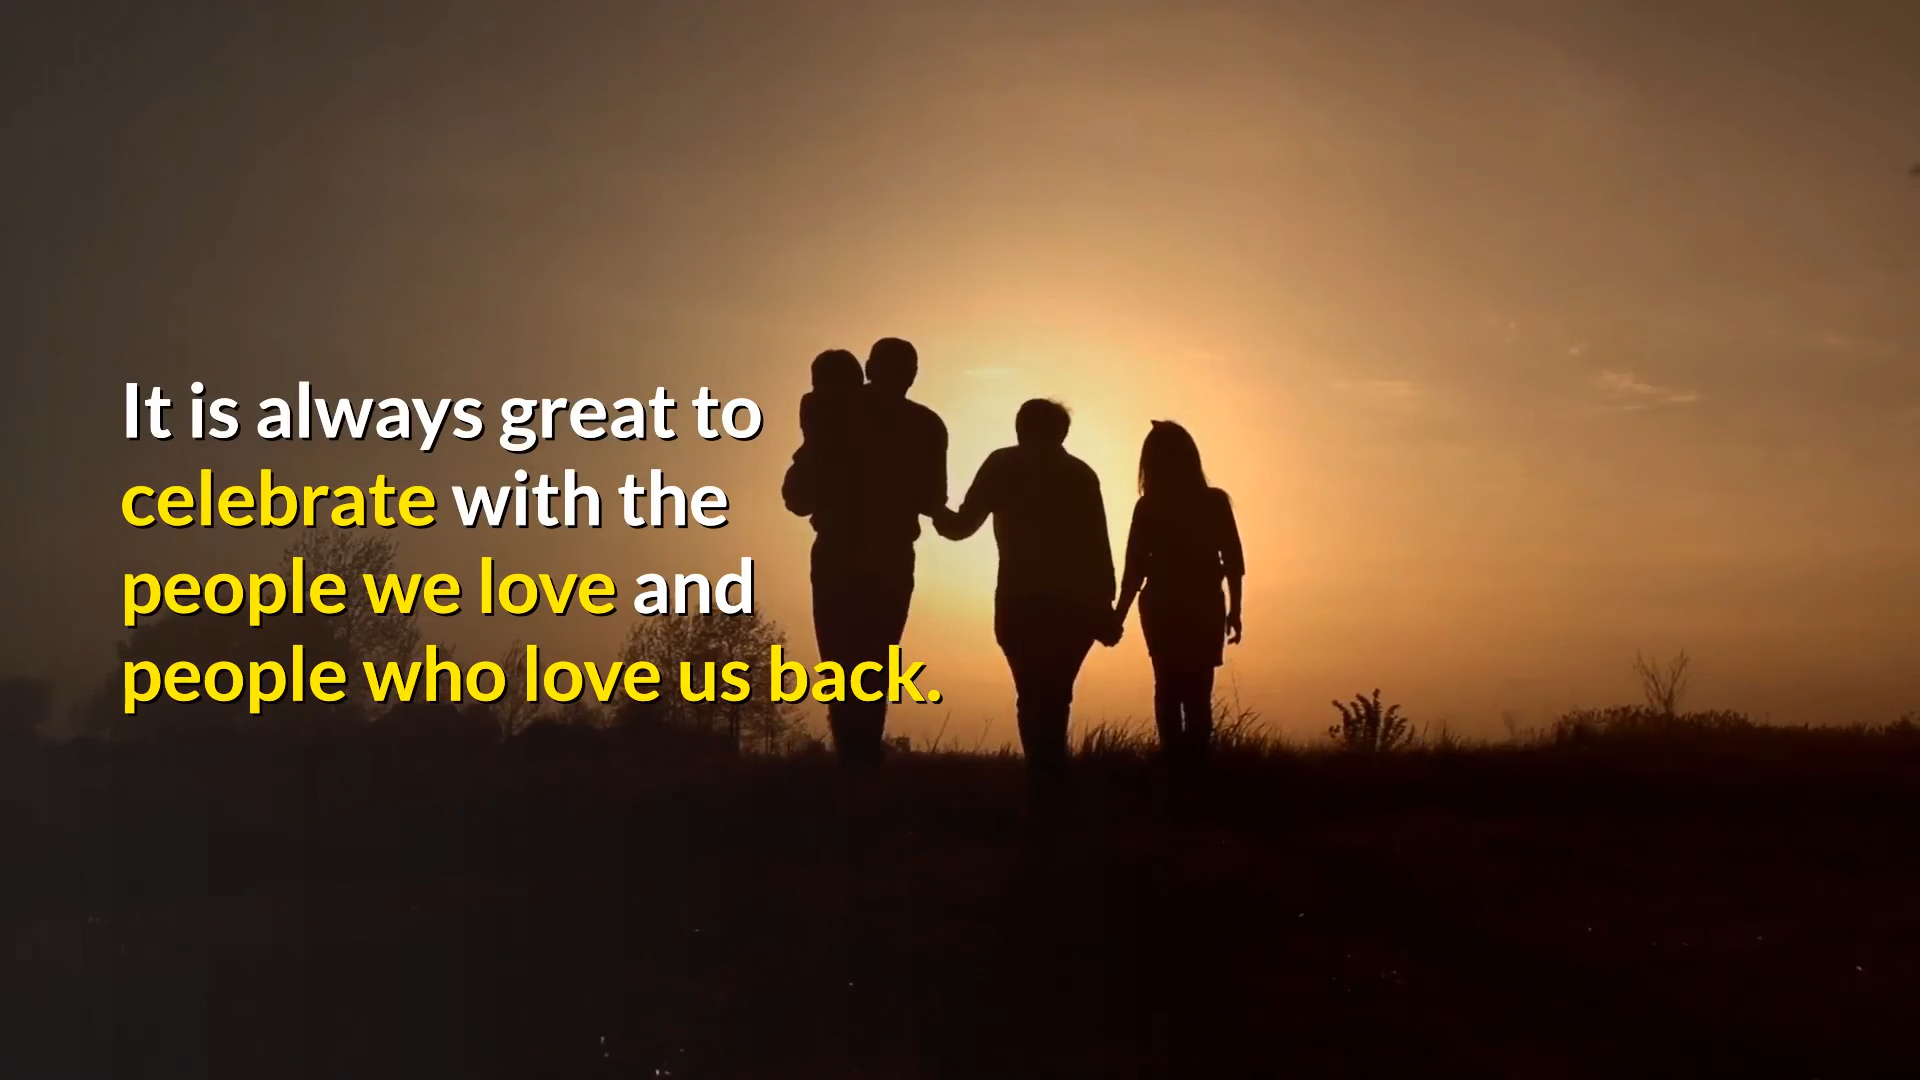 It is always great to
celebrate with the
people we love and
people who love us back.